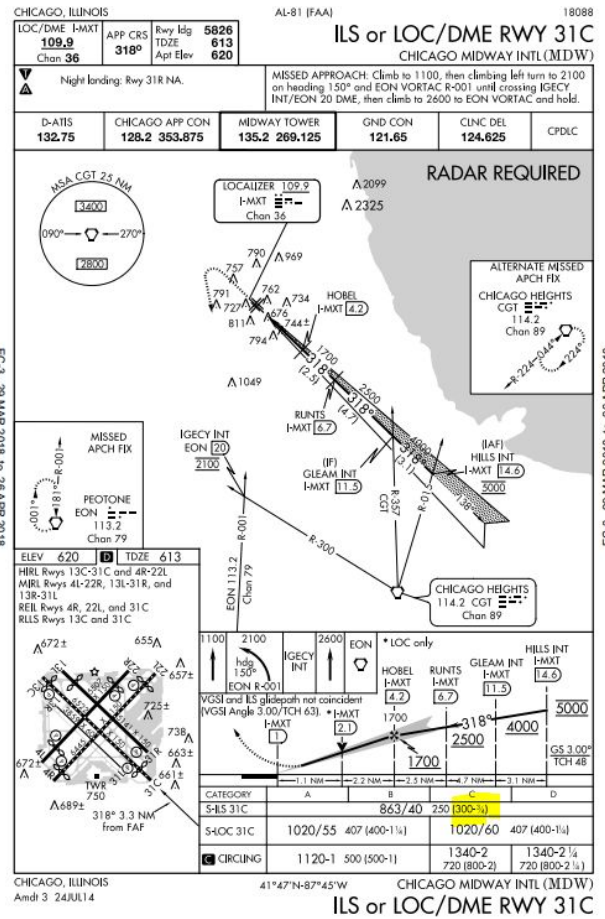 CHICAGO, ILLINOIS
AL-81 (FAA)
18088
LOC/DME I-MXT
109.9
Chan 36
APP CRS
318°
Rwy ldg 5826
TDZE 613
Apt Elev 620
ILS or LOC/DME RWY 31C
CHICAGO MIDWAY INTL (MDW)
T
A
Night landing: Rwy 31R NA.
MISSED APPROACH: Climb to 1100, then climbing left turn to 2100
on heading 150° and EON VORTAC R-001 until crossing IGECY
INT/EON 20 DME, then climb to 2600 to EON VORTAC and hold.
D-ATIS
132.75
CHICAGO APP CON
128.2 353.875
MIDWAY TOWER
135.2 269.125
GND CON
121.65
CLNC DEL
124.625
CPDLC
RADAR REQUIRED
MSA CGT 25 NM
3400
090°
270°
2800
LOCALIZER 109.9
I-MXT
Chan 36
2099
2325
790
969
757
791
762
734
727
676
811
744±
794
1049
HOBEL
I-MXT 4.2
1700
318°
(2.5)
RUNTS
I-MXT 6.7
2500
318°
(4.7)
4000
318°
(3.1)
(IF)
GLEAM INT
I-MXT 11.5
(IAF)
HILLS INT
I-MXT 14.6
5000
138°
ALTERNATE MISSED
APCH FIX
CHICAGO HEIGHTS
CGT
114.2
Chan 89
R-224
044°
224°
IGECY INT
EON 20
2100
R-001
R-300
R-357
CGT
EON 113.2
Chan 79
CHICAGO HEIGHTS
114.2 CGT
Chan 89
MISSED
APCH FIX
R-001
001°
181°
PEOTONE
EON
113.2
Chan 79
EC-3, 29 MAR 2018 to 26 APR 2018
ELEV 620
D
TDZE 613
HIRL Rwys 13C-31C and 4R-22L
MIRL Rwys 4L-22R, 13L-31R, and
13R-31L
REIL Rwys 4R, 22L, and 31C
RLLS Rwys 13C and 31C
672±
655
657±
725±
738
663±
661±
672±
689±
22R
22L
4L
4R
31L
31R
31C
TWR
750
318° 3.3 NM
from FAF
1100
2100
hdg
150°
EON R-001
IGECY
INT
2600
EON
*LOC only
VGSI and ILS glidepath not coincident
(VGSI Angle 3.00/TCH 63).
I-MXT
1
*I-MXT
2.1
HOBEL
I-MXT
4.2
1700
RUNTS
I-MXT
6.7
GLEAM INT
I-MXT
11.5
HILLS INT
I-MXT
14.6
318°
5000
4000
2500
1700
GS 3.00°
TCH 48
1.1 NM
2.2 NM
2.5 NM
4.7 NM
3.1 NM
CATEGORY A B C D
S-ILS 31C 863/40 250 (300-¾)
S-LOC 31C 1020/55 407 (400-1¼) 1020/60 407 (400-1¼)
C CIRCLING 1120-1 500 (500-1) 1340-2 720 (800-2) 1340-2¼ 720 (800-2¼)
CHICAGO, ILLINOIS
Amdt 3 24JUL14
41°47'N-87°45'W
CHICAGO MIDWAY INTL (MDW)
ILS or LOC/DME RWY 31C